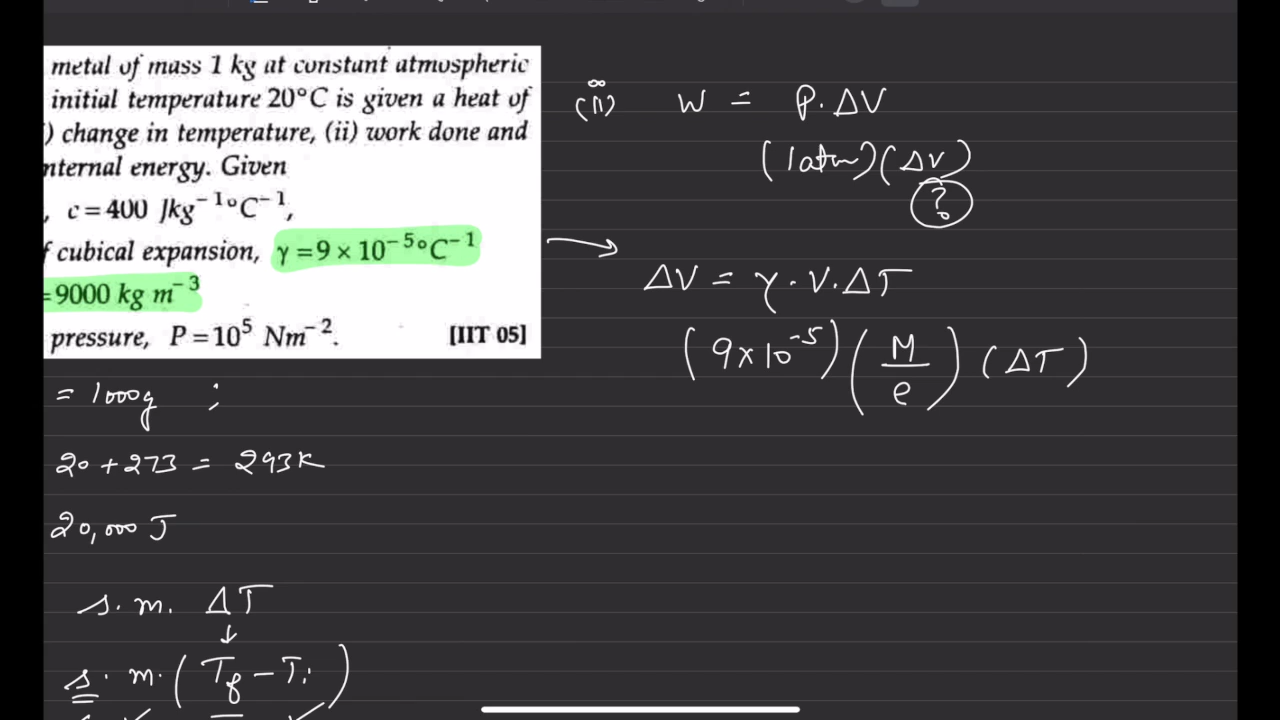 metal of mass 1 kg at constant atmospheric
initial temperature 20°C is given a heat of
) change in temperature, (ii) work done and
nternal energy. Given
, c = 400 Jkg⁻¹°C⁻¹,
f cubical expansion, γ = 9 × 10⁻⁵°C⁻¹
= 9000 kg m⁻³
pressure, P = 10⁵ Nm⁻². [IIT 05]
= 1000g ;
20 + 273 = 293K
20,000 J
s. m. ΔT
↓
s. m. ( T_f - T_i )
(ii) W = P. ΔV
(1atm)(ΔV)
?
→
ΔV = γ . V. ΔT
(9×10⁻⁵) (M/ρ) (ΔT)